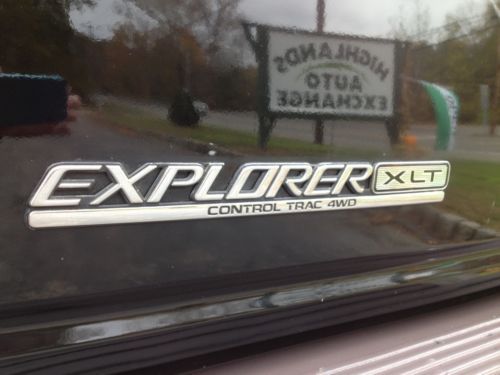 HIGHLANDS
AUTO
EXCHANGE
EXPLORER XLT
CONTROL TRAC 4WD